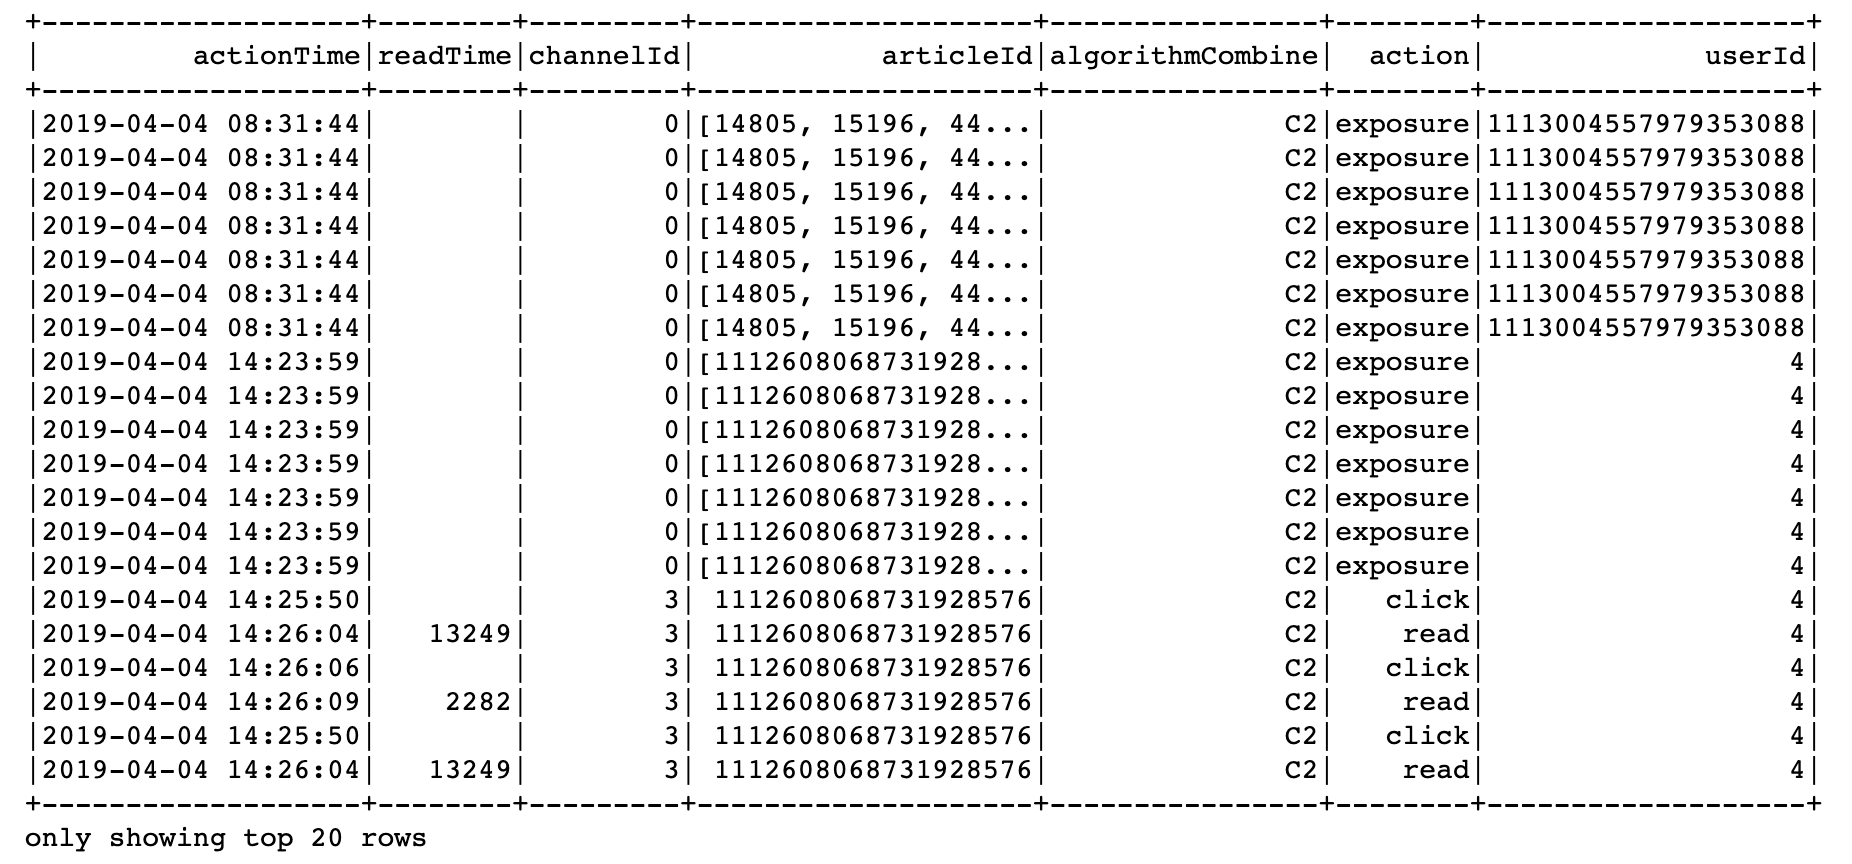 +-------------------+--------+---------+--------------------+----------------+--------+-------------------+
|         actionTime|readTime|channelId|           articleId|algorithmCombine|  action|             userId|
+-------------------+--------+---------+--------------------+----------------+--------+-------------------+
|2019-04-04 08:31:44|        |        0|[14805, 15196, 44...|              C2|exposure|1113004557979353088|
|2019-04-04 08:31:44|        |        0|[14805, 15196, 44...|              C2|exposure|1113004557979353088|
|2019-04-04 08:31:44|        |        0|[14805, 15196, 44...|              C2|exposure|1113004557979353088|
|2019-04-04 08:31:44|        |        0|[14805, 15196, 44...|              C2|exposure|1113004557979353088|
|2019-04-04 08:31:44|        |        0|[14805, 15196, 44...|              C2|exposure|1113004557979353088|
|2019-04-04 08:31:44|        |        0|[14805, 15196, 44...|              C2|exposure|1113004557979353088|
|2019-04-04 08:31:44|        |        0|[14805, 15196, 44...|              C2|exposure|1113004557979353088|
|2019-04-04 14:23:59|        |        0|[1112608068731928...|              C2|exposure|                  4|
|2019-04-04 14:23:59|        |        0|[1112608068731928...|              C2|exposure|                  4|
|2019-04-04 14:23:59|        |        0|[1112608068731928...|              C2|exposure|                  4|
|2019-04-04 14:23:59|        |        0|[1112608068731928...|              C2|exposure|                  4|
|2019-04-04 14:23:59|        |        0|[1112608068731928...|              C2|exposure|                  4|
|2019-04-04 14:23:59|        |        0|[1112608068731928...|              C2|exposure|                  4|
|2019-04-04 14:23:59|        |        0|[1112608068731928...|              C2|exposure|                  4|
|2019-04-04 14:25:50|        |        3| 1112608068731928576|              C2|   click|                  4|
|2019-04-04 14:26:04|   13249|        3| 1112608068731928576|              C2|    read|                  4|
|2019-04-04 14:26:06|        |        3| 1112608068731928576|              C2|   click|                  4|
|2019-04-04 14:26:09|    2282|        3| 1112608068731928576|              C2|    read|                  4|
|2019-04-04 14:25:50|        |        3| 1112608068731928576|              C2|   click|                  4|
|2019-04-04 14:26:04|   13249|        3| 1112608068731928576|              C2|    read|                  4|
+-------------------+--------+---------+--------------------+----------------+--------+-------------------+
only showing top 20 rows